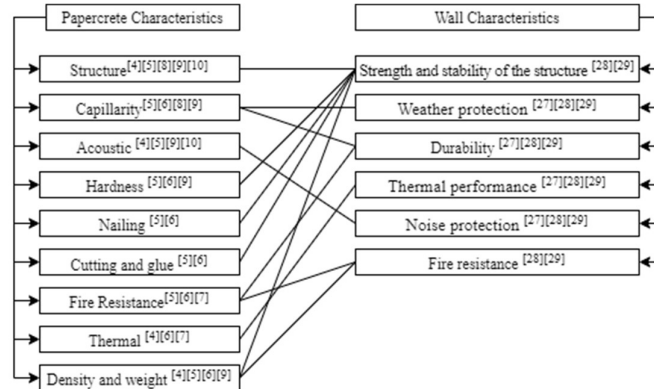 Papercrete Characteristics
Wall Characteristics
Structure[4][5][8][9][10]
Strength and stability of the structure [28][29]
Capillarity[5][6][8][9]
Weather protection [27][28][29]
Acoustic [4][5][9][10]
Durability [27][28][29]
Hardness [5][6][9]
Thermal performance [27][28][29]
Nailing [5][6]
Noise protection [27][28][29]
Cutting and glue [5][6]
Fire resistance [28][29]
Fire Resistance[5][6][7]
Thermal [4][6][7]
Density and weight [4][5][6][9]